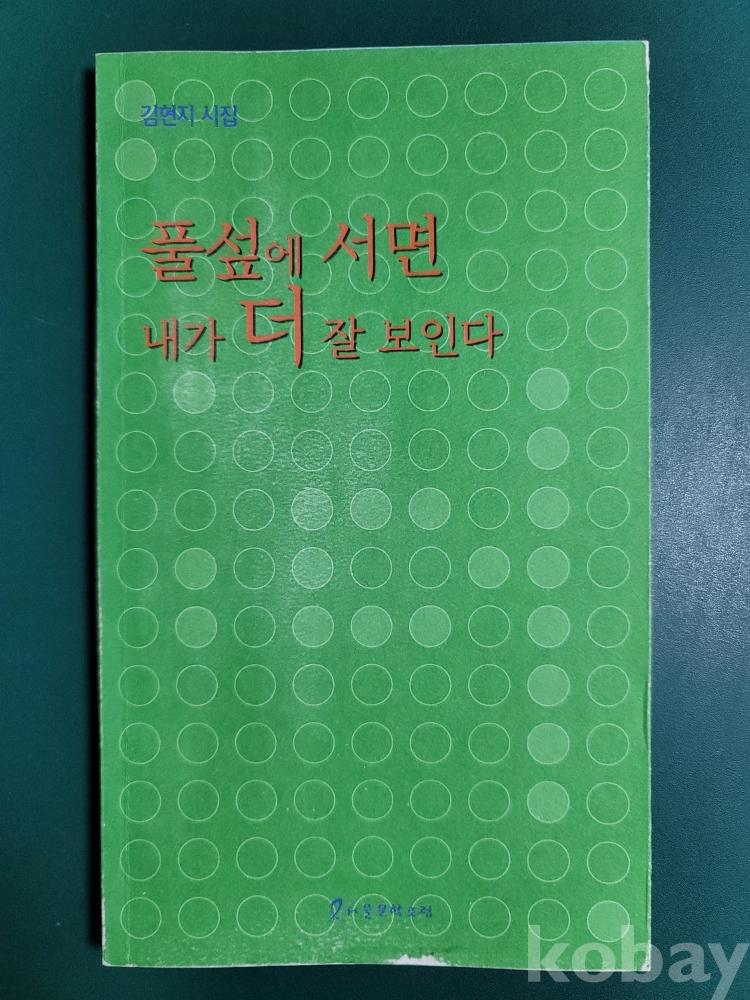 김현지 시집
풀섶에 서면
내가 더 잘 보인다
kobay